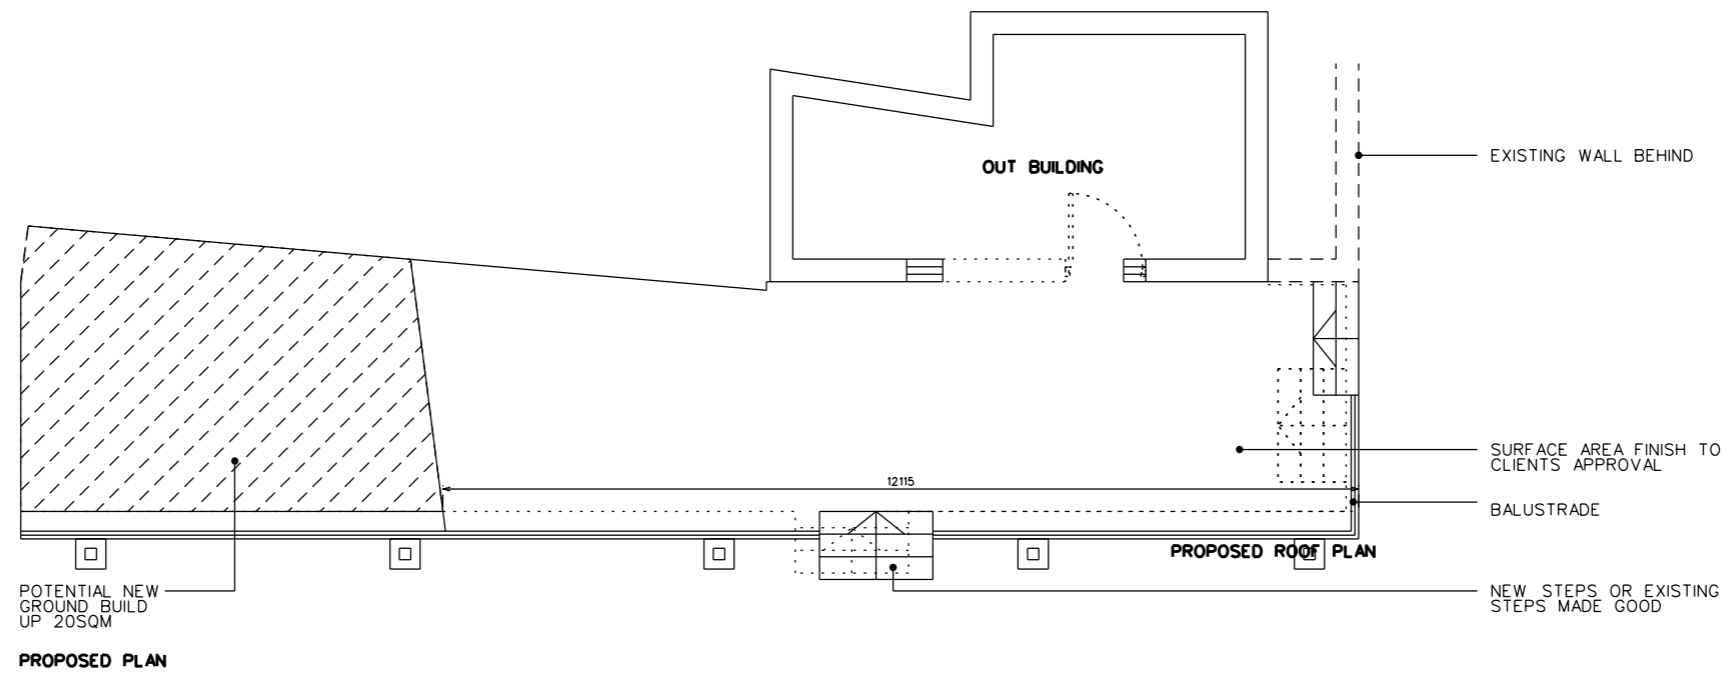 OUT BUILDING
EXISTING WALL BEHIND
SURFACE AREA FINISH TO
CLIENTS APPROVAL
12115
BALUSTRADE
PROPOSED ROOF PLAN
POTENTIAL NEW
GROUND BUILD
UP 20SQM
NEW STEPS OR EXISTING
STEPS MADE GOOD
PROPOSED PLAN